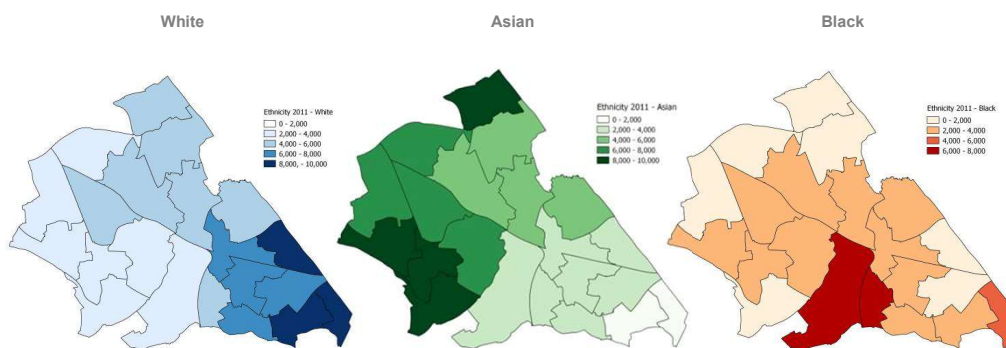 White
Asian
Black
Ethnicity 2011 - White
0 - 2,000
2,000 - 4,000
4,000 - 6,000
6,000 - 8,000
8,000, - 10,000
Ethnicity 2011 - Asian
0 - 2,000
2,000 - 4,000
4,000 - 6,000
6,000 - 8,000
8,000 - 10,000
Ethnicity 2011 - Black
0 - 2,000
2,000 - 4,000
4,000 - 6,000
6,000 - 8,000